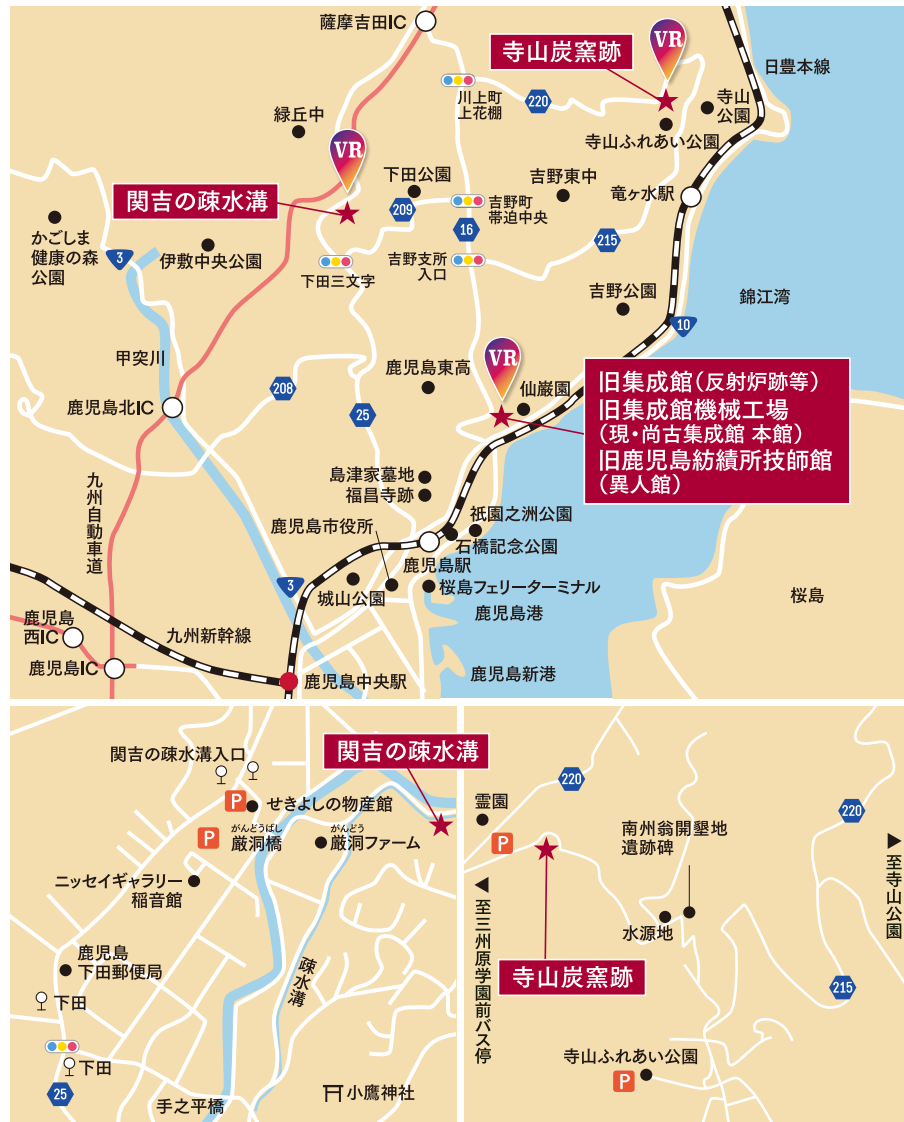 薩摩吉田IC
VR
寺山炭窯跡
日豊本線
川上町
上花棚
220
寺山
公園
寺山ふれあい公園
緑丘中
VR
下田公園
吉野東中
竜ヶ水駅
関吉の疎水溝
209
吉野町
帯迫中央
16
215
かごしま
健康の森
公園
3
伊敷中央公園
下田三文字
吉野支所
入口
吉野公園
錦江湾
10
甲突川
VR
鹿児島東高
仙巌園
208
25
鹿児島北IC
旧集成館(反射炉跡等)
旧集成館機械工場
(現・尚古集成館 本館)
旧鹿児島紡績所技師館
(異人館)
九州自動車道
島津家墓地
福昌寺跡
祇園之洲公園
鹿児島市役所
石橋記念公園
鹿児島駅
3
城山公園
桜島フェリーターミナル
桜島
鹿児島港
鹿児島
西IC
九州新幹線
鹿児島IC
鹿児島中央駅
鹿児島新港
関吉の疎水溝入口
関吉の疎水溝
P
せきよしの物産館
P
がんどうばし
厳洞橋
がんどう
厳洞ファーム
ニッセイギャラリー
稲音館
鹿児島
下田郵便局
疎水溝
下田
下田
25
手之平橋
小鷹神社
220
霊園
P
南州翁開墾地
遺跡碑
220
▶至寺山公園
◀至三州原学園前バス停
水源地
寺山炭窯跡
215
寺山ふれあい公園
P